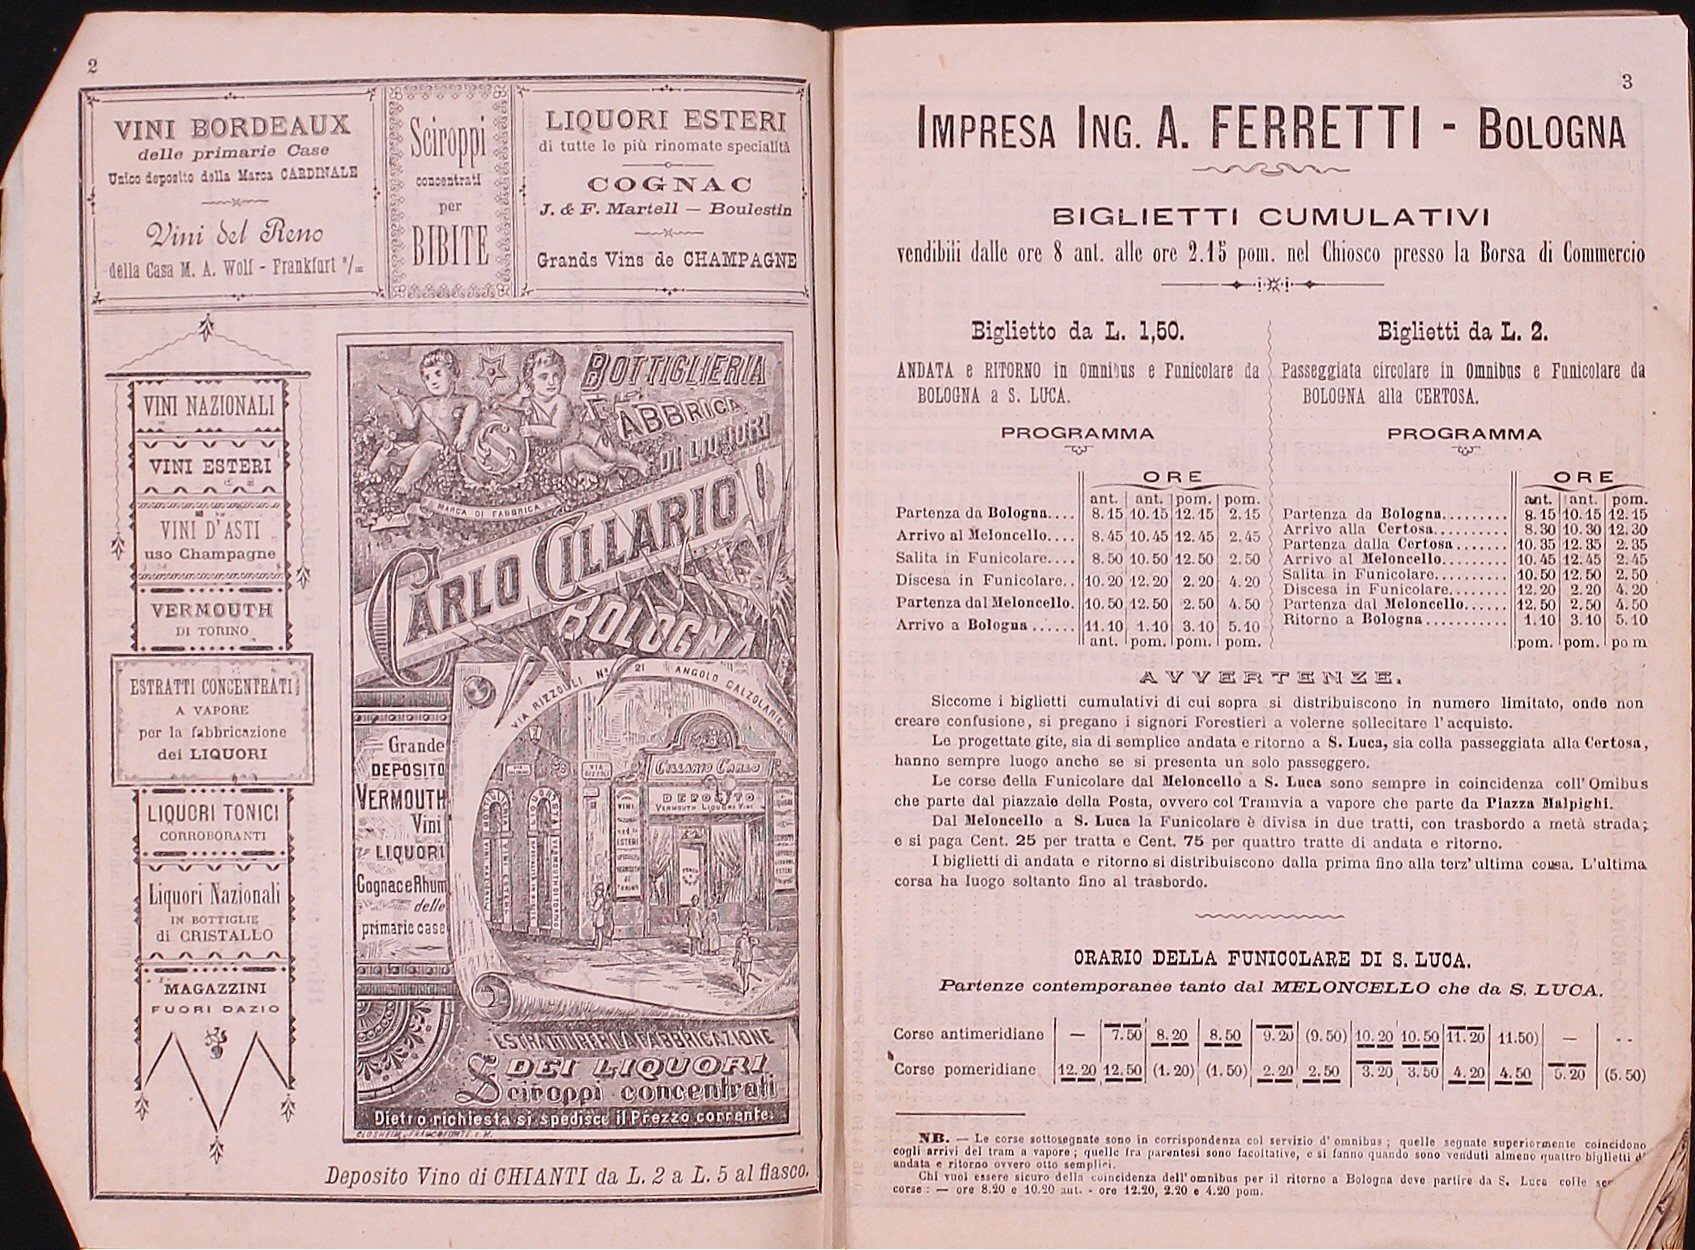 2
VINI BORDEAUX
delle primarie Case
Unico deposito della Marca CARDINALE
Vini del Reno
della Casa M. A. Wolf - Frankfurt
Sciroppi
concentrati
per
BIBITE
LIQUORI ESTERI
di tutte le più rinomate specialità
COGNAC
J. & F. Martell — Boulestin
Grands Vins de CHAMPAGNE
VINI NAZIONALI
VINI ESTERI
VINI D'ASTI
uso Champagne
VERMOUTH
DI TORINO
ESTRATTI CONCENTRATI
A VAPORE
per la fabbricazione
dei LIQUORI
LIQUORI TONICI
CORROBORANTI
Liquori Nazionali
IN BOTTIGLIE
di CRISTALLO
MAGAZZINI
FUORI DAZIO
BOTTIGLIERIA
FABBRICA
DI LIQUORI
MARCA DI FABBRICA
CARLO CILLARIO
BOLOGNA
VIA RIZZOLI Nº 21 ANGOLO CALZOLARIE
CILLARIO CARLO
DEPOSITO
VERMOUTH LIQUORI VINI
Grande
DEPOSITO
VERMOUTH
Vini
LIQUORI
Cognac e Rhum
delle
primarie case
ESTRATTI PER LA FABBRICAZIONE
DEI LIQUORI
Sciroppi concentrati
Dietro richiesta si spedisce il Prezzo corrente.
Deposito Vino di CHIANTI da L. 2 a L. 5 al fiasco.
3
IMPRESA ING. A. FERRETTI - BOLOGNA
BIGLIETTI CUMULATIVI
vendibili dalle ore 8 ant. alle ore 2.15 pom. nel Chiosco presso la Borsa di Commercio
Biglietto da L. 1,50.
ANDATA e RITORNO in Omnibus e Funicolare da
BOLOGNA a S. LUCA.
PROGRAMMA
ORE
ant. ant. pom. pom.
Partenza da Bologna.... 8.15 10.15 12.15 2.15
Arrivo al Meloncello.... 8.45 10.45 12.45 2.45
Salita in Funicolare.... 8.50 10.50 12.50 2.50
Discesa in Funicolare.. 10.20 12.20 2.20 4.20
Partenza dal Meloncello. 10.50 12.50 2.50 4.50
Arrivo a Bologna ...... 11.10 1.10 3.10 5.10
ant. pom. pom. pom.
Biglietti da L. 2.
Passeggiata circolare in Omnibus e Funicolare da
BOLOGNA alla CERTOSA.
PROGRAMMA
ORE
ant. ant. pom.
Partenza da Bologna......... 8.15 10.15 12.15
Arrivo alla Certosa.......... 8.30 10.30 12.30
Partenza dalla Certosa....... 10.35 12.35 2.35
Arrivo al Meloncello......... 10.45 12.45 2.45
Salita in Funicolare.......... 10.50 12.50 2.50
Discesa in Funicolare........ 12.20 2.20 4.20
Partenza dal Meloncello...... 12.50 2.50 4.50
Ritorno a Bologna........... 1.10 3.10 5.10
pom. pom. pom
AVVERTENZE.
Siccome i biglietti cumulativi di cui sopra si distribuiscono in numero limitato, onde non
creare confusione, si pregano i signori Forestieri a volerne sollecitare l'acquisto.
Le progettate gite, sia di semplice andata e ritorno a S. Luca, sia colla passeggiata alla Certosa,
hanno sempre luogo anche se si presenta un solo passeggero.
Le corse della Funicolare dal Meloncello a S. Luca sono sempre in coincidenza coll'Omibus
che parte dal piazzale della Posta, ovvero col Tramvia a vapore che parte da Piazza Malpighi.
Dal Meloncello a S. Luca la Funicolare è divisa in due tratti, con trasbordo a metà strada;
e si paga Cent. 25 per tratta e Cent. 75 per quattro tratte di andata e ritorno.
I biglietti di andata e ritorno si distribuiscono dalla prima fino alla terz'ultima corsa. L'ultima
corsa ha luogo soltanto fino al trasbordo.
ORARIO DELLA FUNICOLARE DI S. LUCA.
Partenze contemporanee tanto dal MELONCELLO che da S. LUCA.
Corse antimeridiane — 7.50 8.20 8.50 9.20 (9.50) 10.20 10.50 11.20 11.50) — --
Corse pomeridiane 12.20 12.50 (1.20) (1.50) 2.20 2.50 3.20 3.50 4.20 4.50 5.20 (5.50)
NB. — Le corse sottosegnate sono in corrispondenza col servizio d'omnibus; quelle segnate superiormente coincidono
cogli arrivi del tram a vapore; quelle fra parentesi sono facoltative, e si fanno quando sono venduti almeno quattro biglietti d'
andata e ritorno ovvero otto semplici.
Chi vuol essere sicuro della coincidenza dell'omnibus per il ritorno a Bologna deve partire da S. Luca colle
corse: — ore 8.20 e 10.20 ant. - ore 12.20, 2.20 e 4.20 pom.